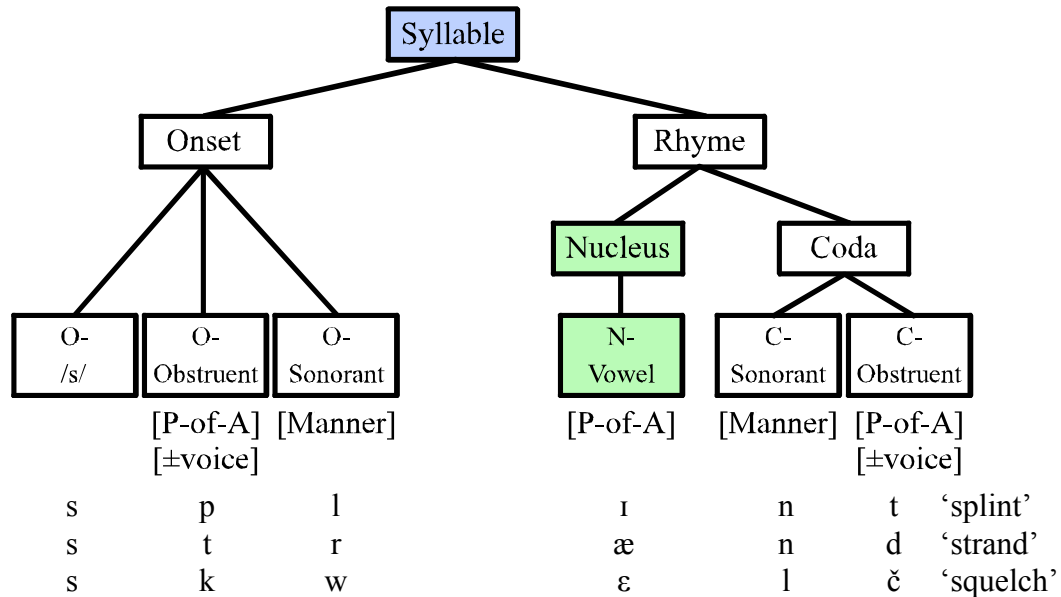 Syllable
Onset Rhyme
Nucleus Coda
O- O- O- N- C- C-
/s/ Obstruent Sonorant Vowel Sonorant Obstruent
[P-of-A] [Manner] [P-of-A] [Manner] [P-of-A]
[±voice] [±voice]
s p l ɪ n t ‘splint’
s t r æ n d ‘strand’
s k w ɛ l č ‘squelch’